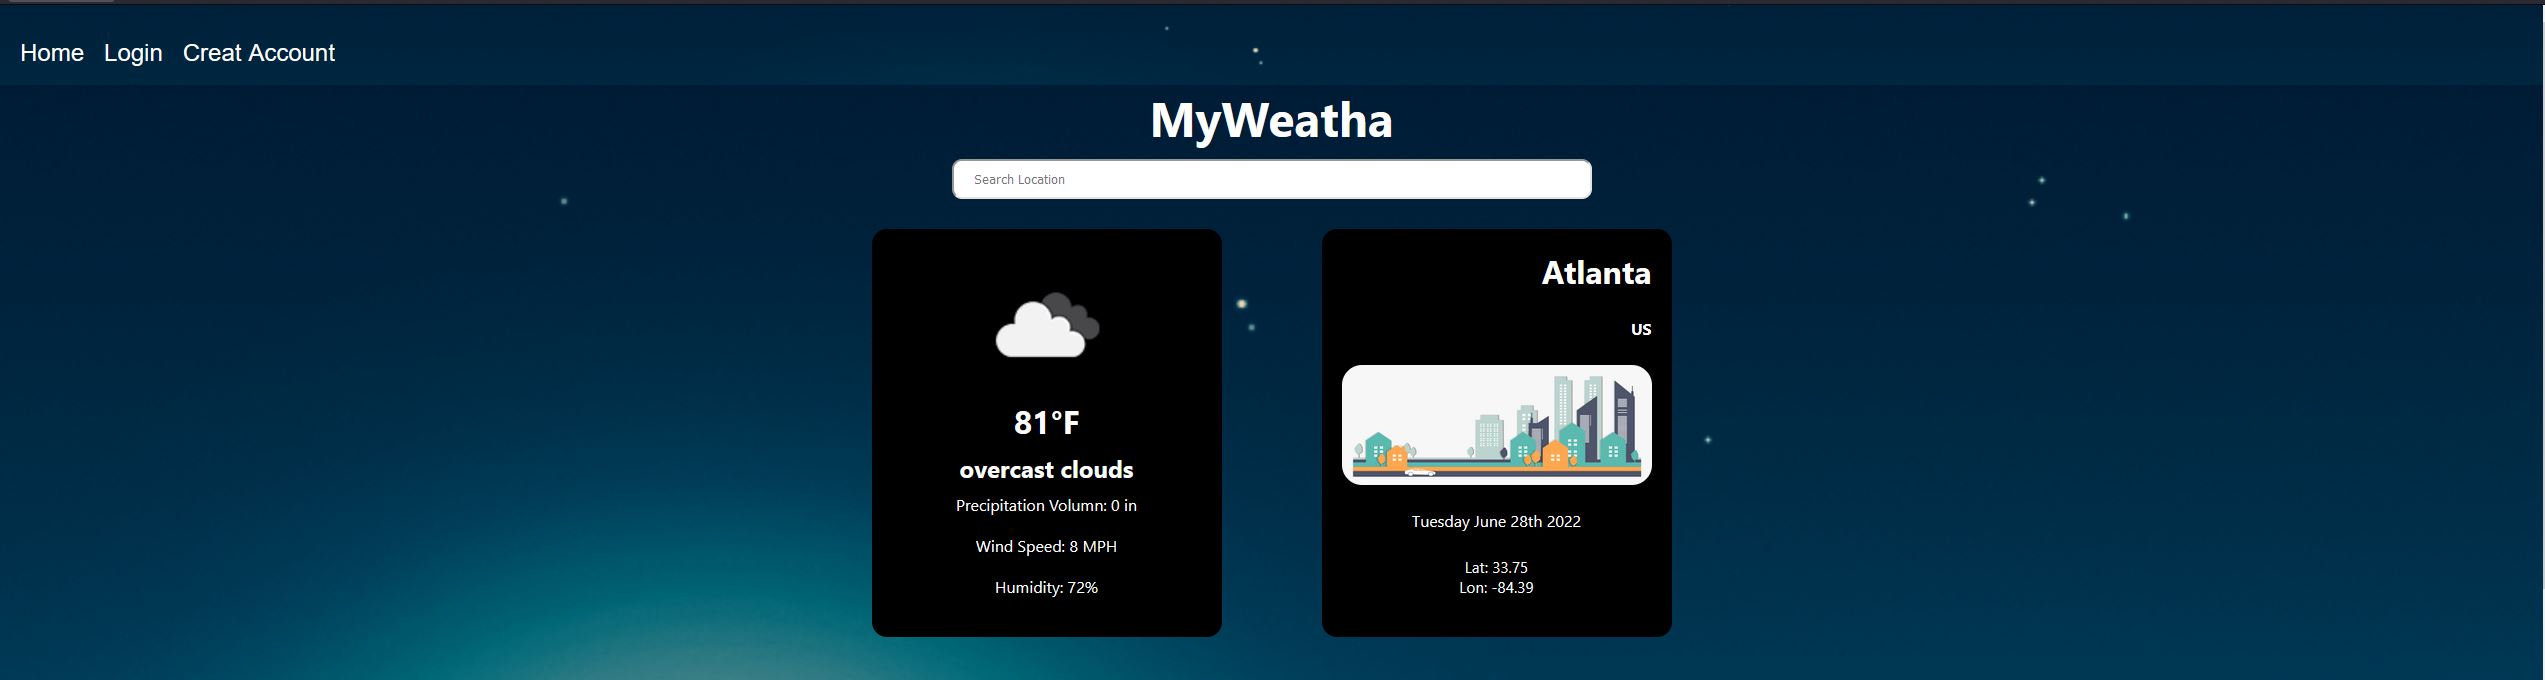 Home Login Creat Account
MyWeatha
Search Location
81°F
overcast clouds
Precipitation Volumn: 0 in
Wind Speed: 8 MPH
Humidity: 72%
Atlanta
US
Tuesday June 28th 2022
Lat: 33.75
Lon: -84.39